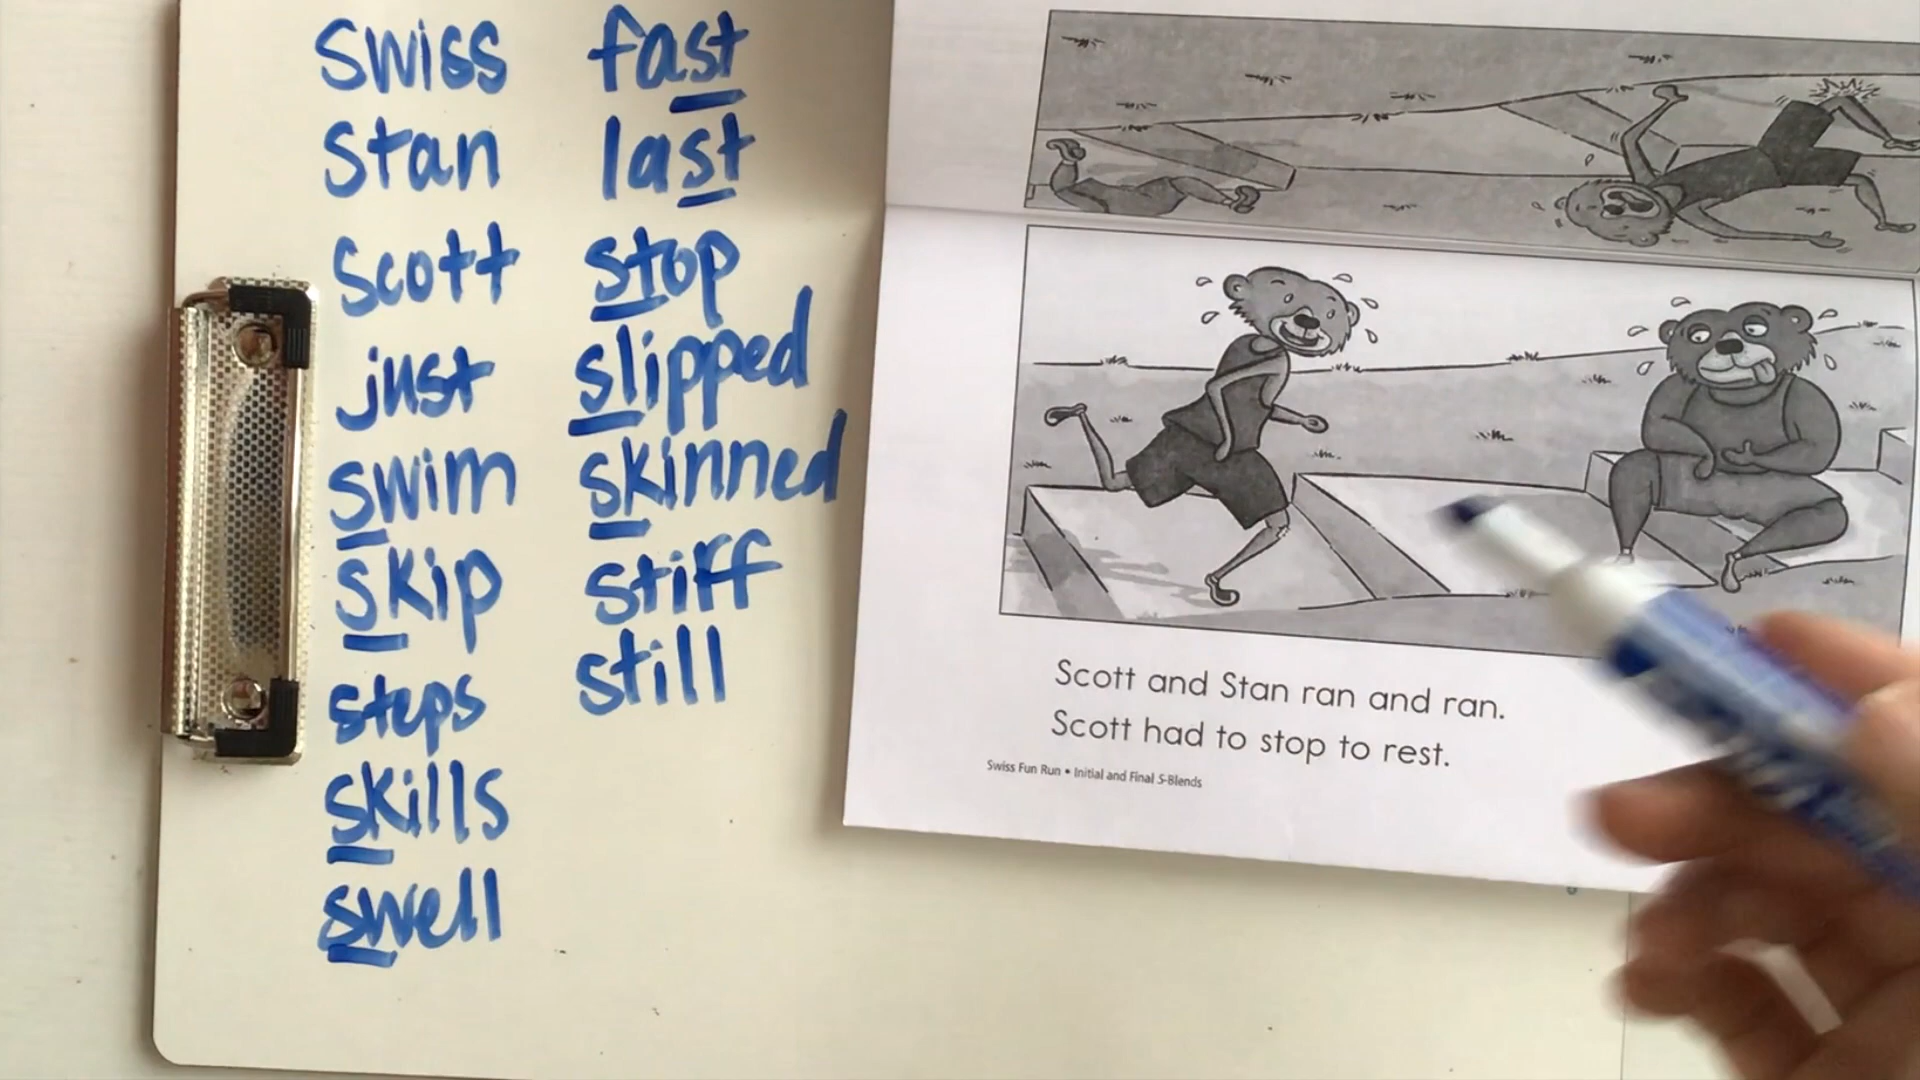 swiss
stan
scott
just
swim
skip
steps
skills
swell
fast
last
stop
slipped
skinned
stiff
still
Scott and Stan ran and ran.
Scott had to stop to rest.
Swiss Fun Run • Initial and Final S-Blends